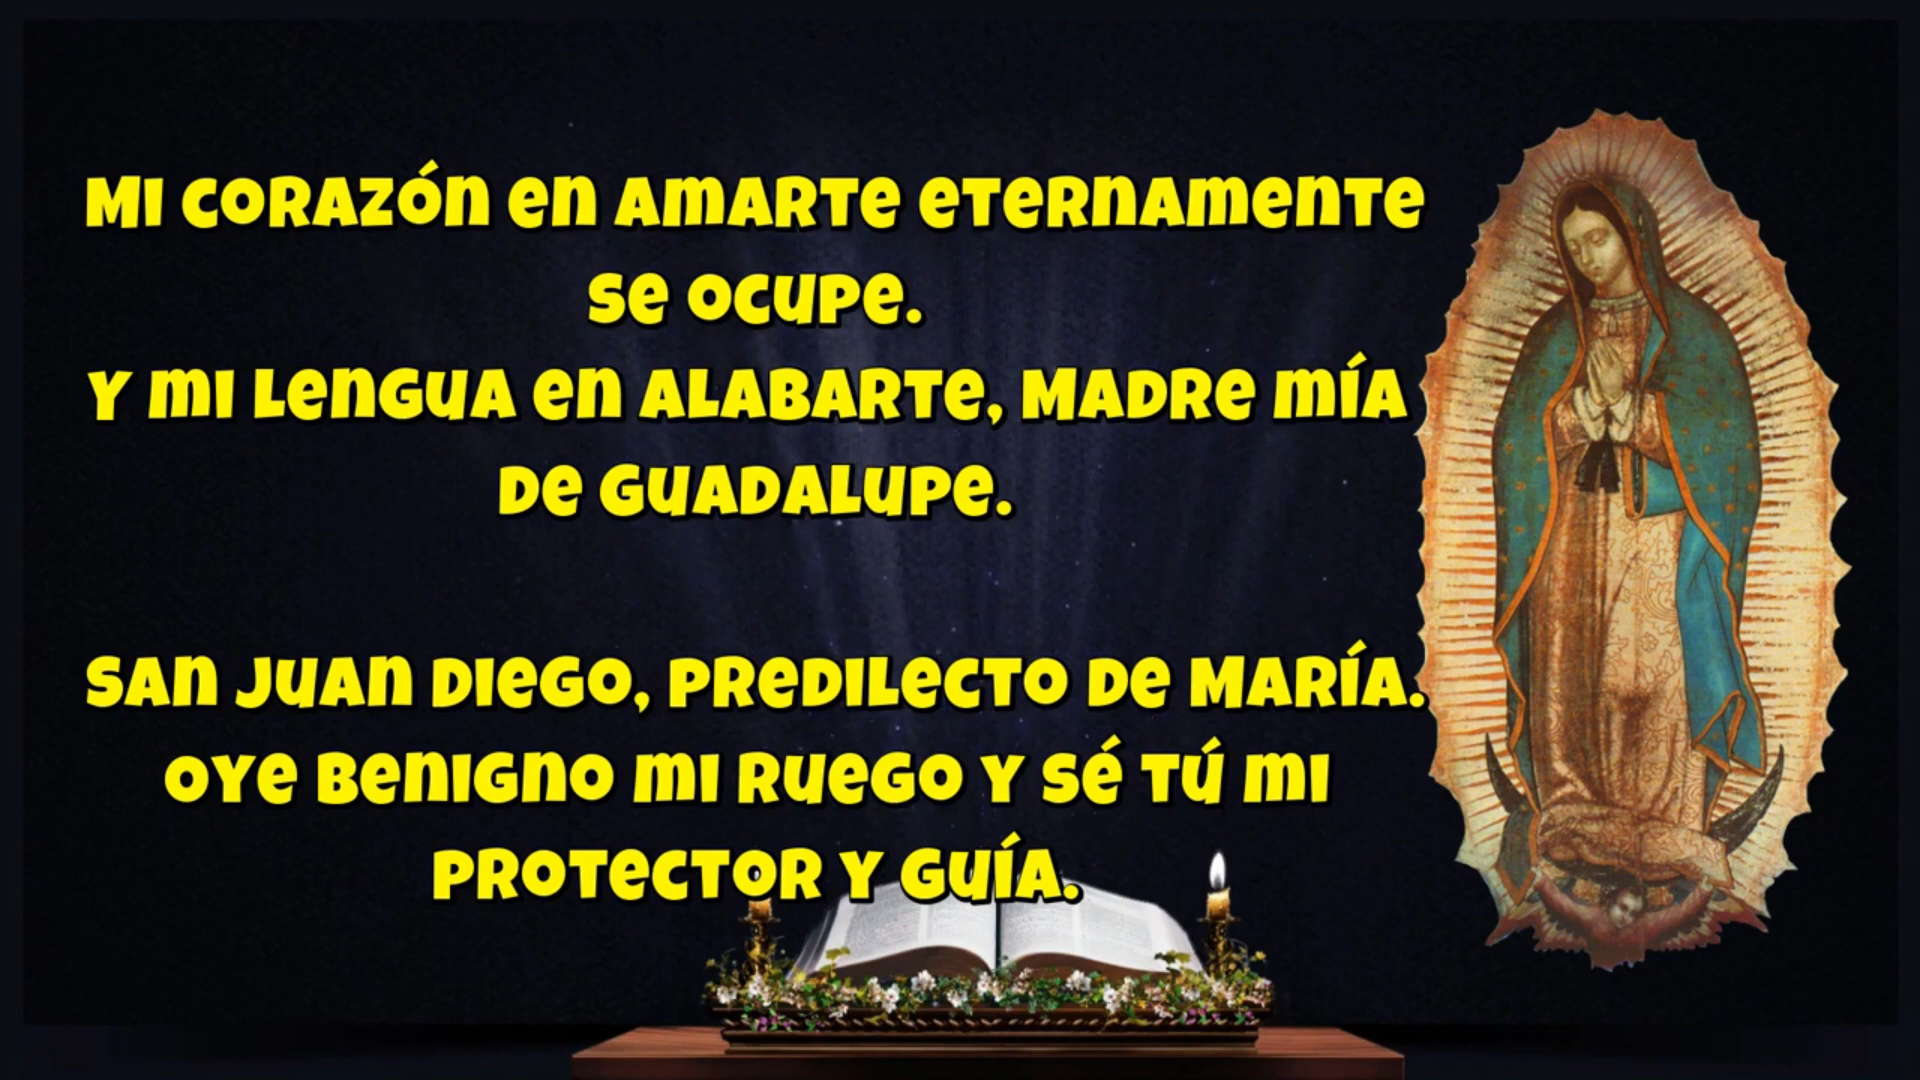 Mi corazón en amarte eternamente
se ocupe.
Y mi lengua en alabarte, Madre mía
de Guadalupe.
San Juan Diego, predilecto de María.
Oye benigno mi ruego y sé tú mi
protector y guía.